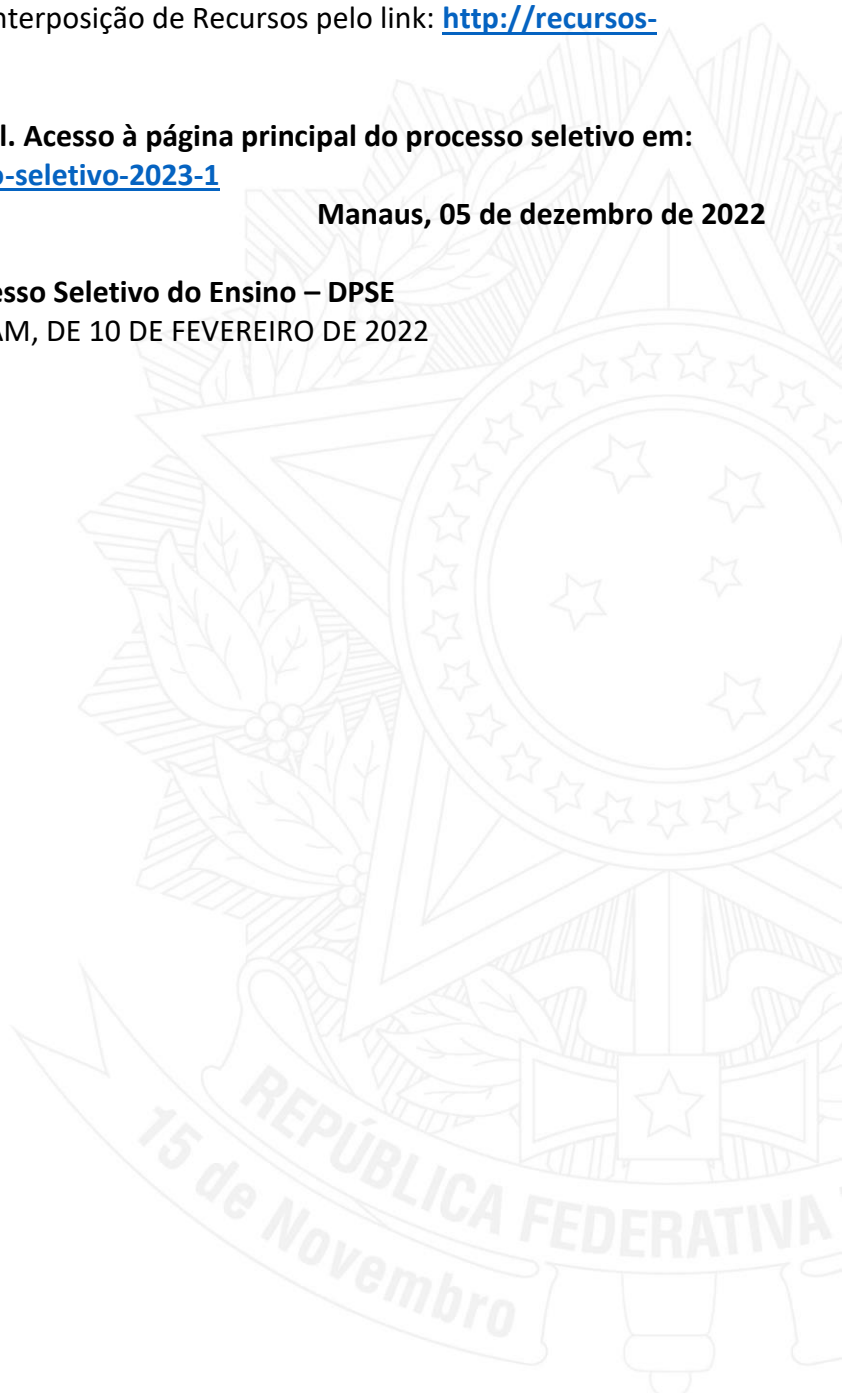 nterposição de Recursos pelo link: http://recursos-
l. Acesso à página principal do processo seletivo em:
o-seletivo-2023-1
Manaus, 05 de dezembro de 2022
esso Seletivo do Ensino – DPSE
AM, DE 10 DE FEVEREIRO DE 2022
REPÚBLICA FEDERATIVA
15 de Novembro